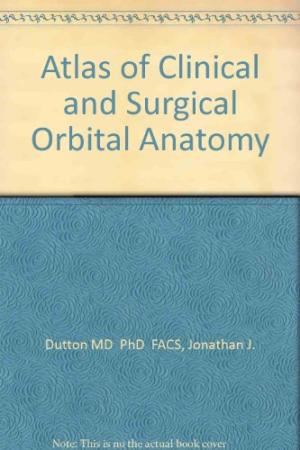 Atlas of Clinical
and Surgical
Orbital Anatomy
Dutton MD  PhD  FACS, Jonathan J.
Note: This is no the actual book cover